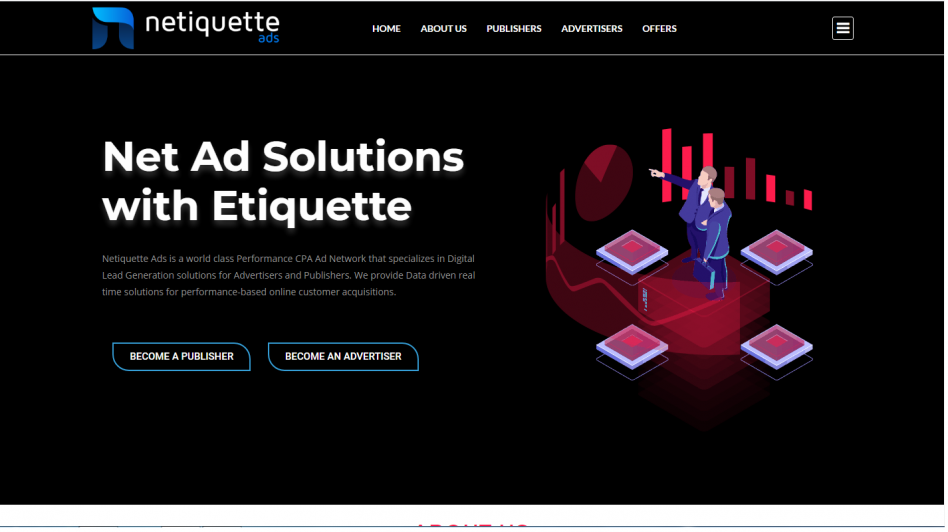 netiquette
ads
HOME ABOUT US PUBLISHERS ADVERTISERS OFFERS
Net Ad Solutions
with Etiquette
Netiquette Ads is a world class Performance CPA Ad Network that specializes in Digital
Lead Generation solutions for Advertisers and Publishers. We provide Data driven real
time solutions for performance-based online customer acquisitions.
BECOME A PUBLISHER BECOME AN ADVERTISER
ABOUT US